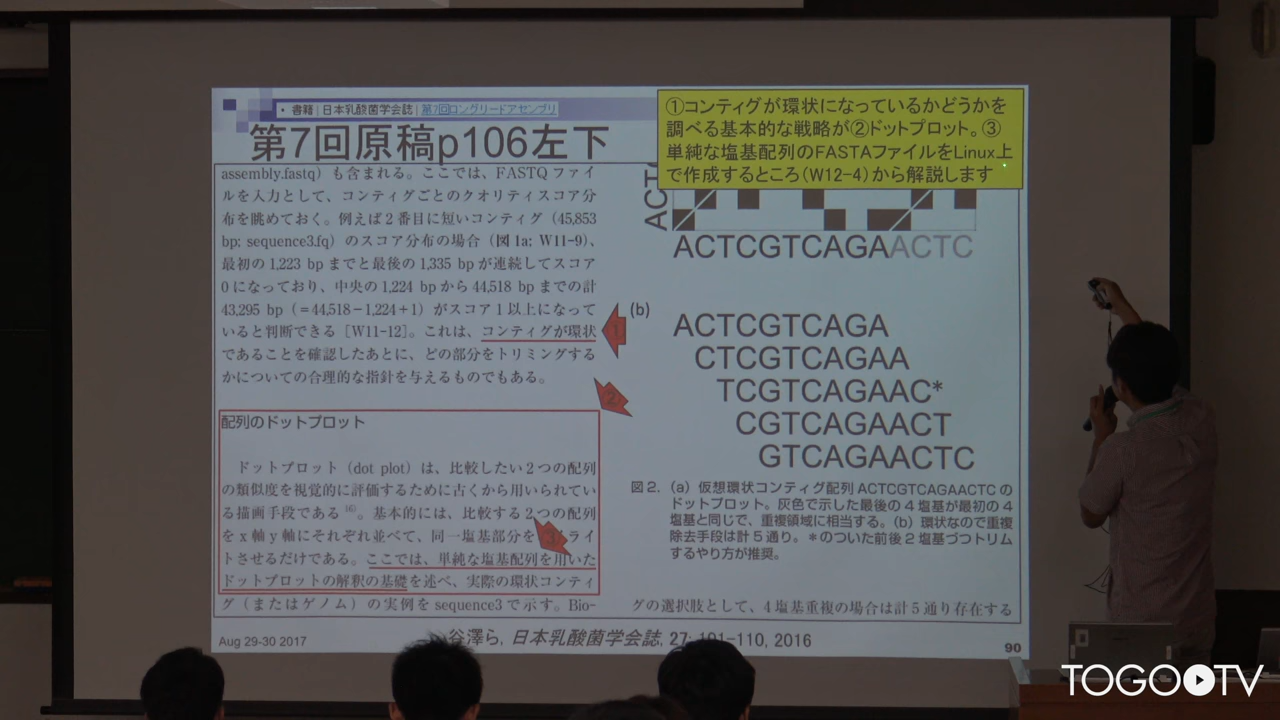 • 書籍 | 日本乳酸菌学会誌 | 第7回ロングリードアセンブリ
第7回原稿p106左下
①コンティグが環状になっているかどうかを
調べる基本的な戦略が②ドットプロット。③
単純な塩基配列のFASTAファイルをLinux上
で作成するところ(W12-4)から解説します
assembly.fastq) も含まれる。ここでは、FASTQ ファイ
ルを入力として、コンティグごとのクオリティスコア分
布を眺めておく。例えば2番目に短いコンティグ (45,853
bp; sequence3.fq) のスコア分布の場合 (図1a; W11-9)、
最初の 1,223 bp までと最後の 1,335 bp が連続してスコア
0 になっており、中央の 1,224 bp から 44,518 bp までの計
43,295 bp (=44,518−1,224+1) がスコア1以上になって
いると判断できる [W11-12]。これは、コンティグが環状
であることを確認したあとに、どの部分をトリミングする
かについての合理的な指針を与えるものでもある。
①
②
配列のドットプロット
ドットプロット (dot plot) は、比較したい2つの配列
の類似度を視覚的に評価するために古くから用いられてい
る描画手段である (6)。基本的には、比較する2つの配列
を x 軸 y 軸にそれぞれ並べて、同一塩基部分を
ライ
トさせるだけである。ここでは、単純な塩基配列を用いた
ドットプロットの解釈の基礎を述べ、実際の環状コンティ
グ (またはゲノム) の実例を sequence3 で示す。Bio-
③
ACT
ACTCGTCAGAACTC
(b)
ACTCGTCAGA
CTCGTCAGAA
TCGTCAGAAC*
CGTCAGAACT
GTCAGAACTC
図2. (a) 仮想環状コンティグ配列 ACTCGTCAGAACTC の
ドットプロット。灰色で示した最後の4塩基が最初の4
塩基と同じで、重複領域に相当する。(b) 環状なので重複
除去手段は計5通り。*のついた前後2塩基づつトリム
するやり方が推奨。
グの選択肢として、4塩基重複の場合は計5通り存在する
Aug 29-30 2017
谷澤ら, 日本乳酸菌学会誌, 27: 101-110, 2016
90
TOGO TV